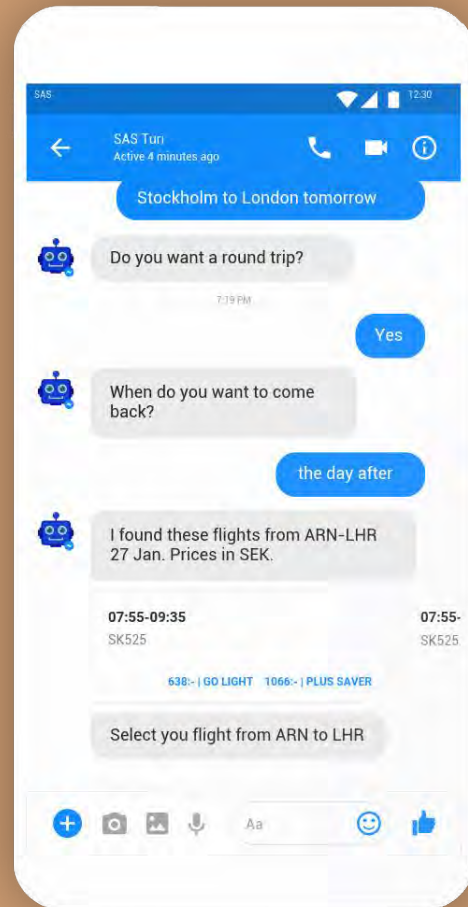 SAS
12.30
SAS Turi
Active 4 minutes ago
Stockholm to London tomorrow
Do you want a round trip?
7:19 PM
Yes
When do you want to come
back?
the day after
I found these flights from ARN-LHR
27 Jan. Prices in SEK.
07:55-09:35
07:55-
SK525
SK525
638:- | GO LIGHT 1066:- | PLUS SAVER
Select you flight from ARN to LHR
Aa